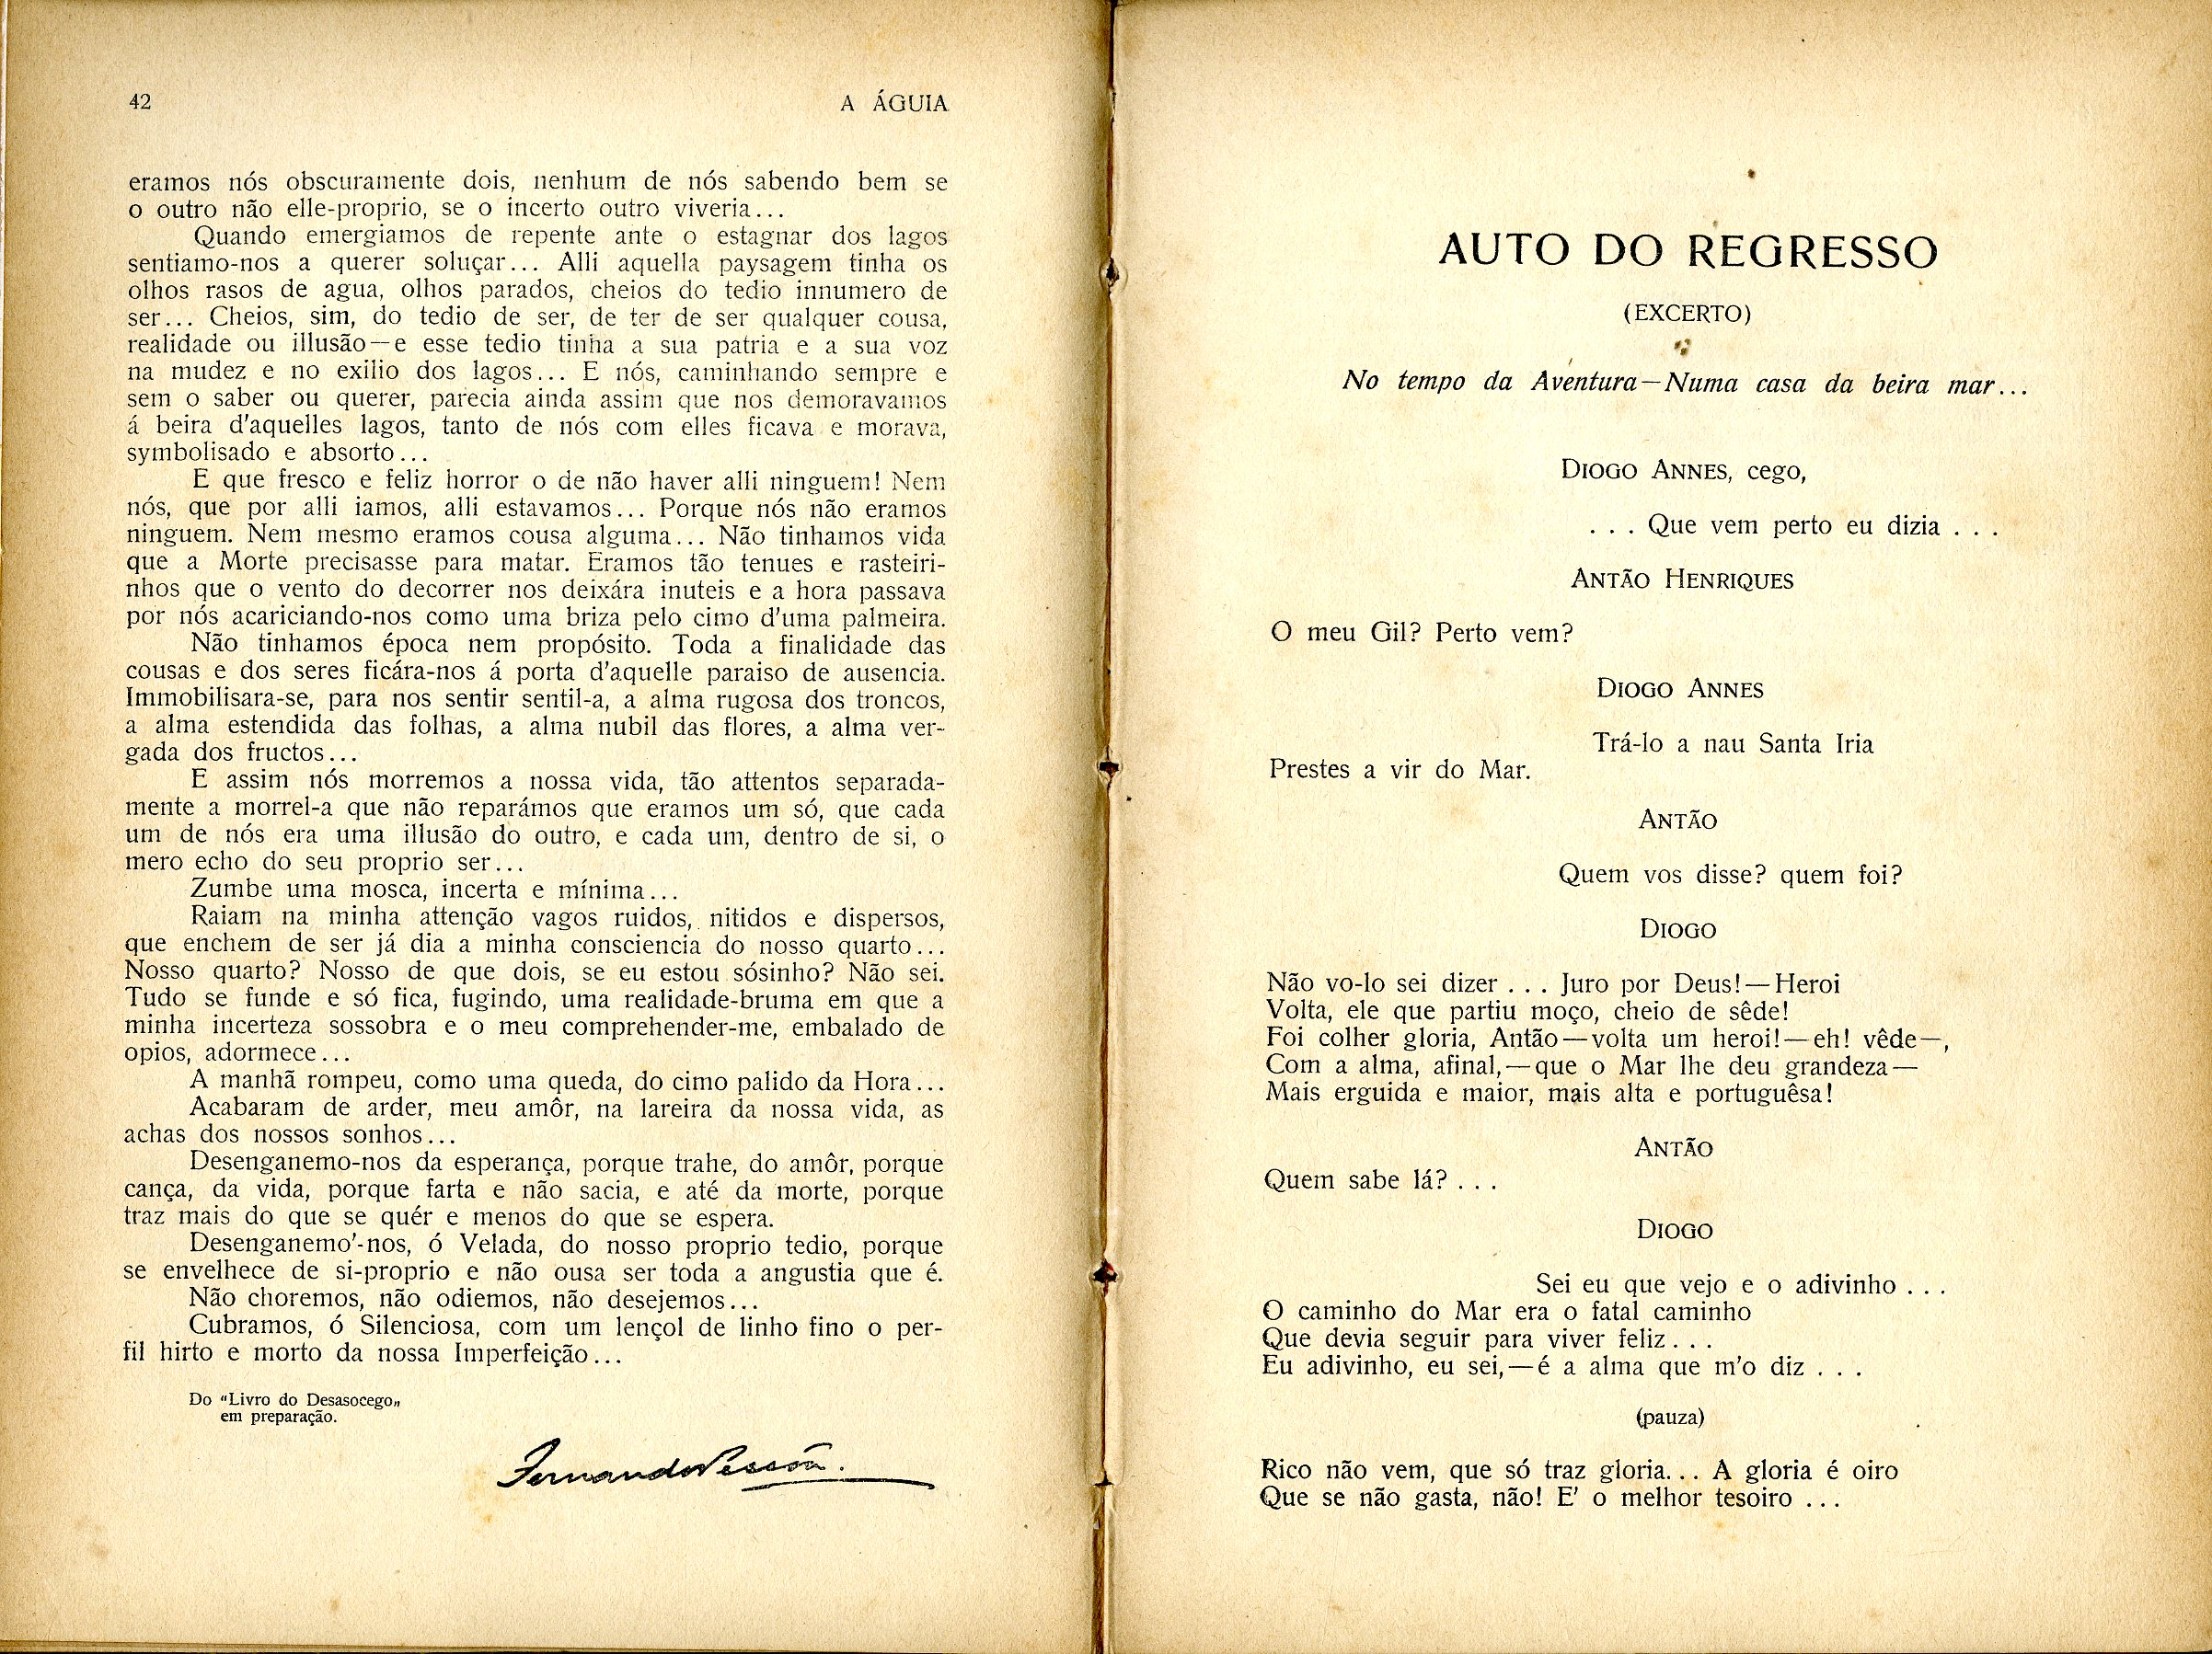 42 A ÁGUIA
eramos nós obscuramente dois, nenhum de nós sabendo bem se
o outro não elle-proprio, se o incerto outro viveria...
Quando emergiamos de repente ante o estagnar dos lagos
sentiamo-nos a querer soluçar... Alli aquella paysagem tinha os
olhos rasos de agua, olhos parados, cheios do tedio innumero de
ser... Cheios, sim, do tedio de ser, de ter de ser qualquer cousa,
realidade ou illusão—e esse tedio tinha a sua patria e a sua voz
na mudez e no exilio dos lagos... E nós, caminhando sempre e
sem o saber ou querer, parecia ainda assim que nos demoravamos
á beira d'aquelles lagos, tanto de nós com elles ficava e morava,
symbolisado e absorto...
E que fresco e feliz horror o de não haver alli ninguem! Nem
nós, que por alli iamos, alli estavamos... Porque nós não eramos
ninguem. Nem mesmo eramos cousa alguma... Não tinhamos vida
que a Morte precisasse para matar. Eramos tão tenues e rasteiri-
nhos que o vento do decorrer nos deixára inuteis e a hora passava
por nós acariciando-nos como uma briza pelo cimo d'uma palmeira.
Não tinhamos época nem propósito. Toda a finalidade das
cousas e dos seres ficára-nos á porta d'aquelle paraiso de ausencia.
Immobilisara-se, para nos sentir sentil-a, a alma rugosa dos troncos,
a alma estendida das folhas, a alma nubil das flores, a alma ver-
gada dos fructos...
E assim nós morremos a nossa vida, tão attentos separada-
mente a morrel-a que não reparámos que eramos um só, que cada
um de nós era uma illusão do outro, e cada um, dentro de si, o
mero echo do seu proprio ser...
Zumbe uma mosca, incerta e mínima...
Raiam na minha attenção vagos ruidos, nitidos e dispersos,
que enchem de ser já dia a minha consciencia do nosso quarto...
Nosso quarto? Nosso de que dois, se eu estou sósinho? Não sei.
Tudo se funde e só fica, fugindo, uma realidade-bruma em que a
minha incerteza sossobra e o meu comprehender-me, embalado de
opios, adormece...
A manhã rompeu, como uma queda, do cimo palido da Hora...
Acabaram de arder, meu amôr, na lareira da nossa vida, as
achas dos nossos sonhos...
Desenganemo-nos da esperança, porque trahe, do amôr, porque
cança, da vida, porque farta e não sacia, e até da morte, porque
traz mais do que se quér e menos do que se espera.
Desenganemo'-nos, ó Velada, do nosso proprio tedio, porque
se envelhece de si-proprio e não ousa ser toda a angustia que é.
Não choremos, não odiemos, não desejemos...
Cubramos, ó Silenciosa, com um lençol de linho fino o per-
fil hirto e morto da nossa Imperfeição...
Do "Livro do Desasocego„
em preparação.
Fernando Pessôa.
AUTO DO REGRESSO
(EXCERTO)
No tempo da Aventura—Numa casa da beira mar...
DIOGO ANNES, cego,
. . . Que vem perto eu dizia . . .
ANTÃO HENRIQUES
O meu Gil? Perto vem?
DIOGO ANNES
Trá-lo a nau Santa Iria
Prestes a vir do Mar.
ANTÃO
Quem vos disse? quem foi?
DIOGO
Não vo-lo sei dizer . . . Juro por Deus!—Heroi
Volta, ele que partiu moço, cheio de sêde!
Foi colher gloria, Antão—volta um heroi!—eh! vêde—,
Com a alma, afinal,—que o Mar lhe deu grandeza—
Mais erguida e maior, mais alta e portuguêsa!
ANTÃO
Quem sabe lá? . . .
DIOGO
Sei eu que vejo e o adivinho . . .
O caminho do Mar era o fatal caminho
Que devia seguir para viver feliz . . .
Eu adivinho, eu sei,—é a alma que m'o diz . . .
(pauza)
Rico não vem, que só traz gloria... A gloria é oiro
Que se não gasta, não! E' o melhor tesoiro ...